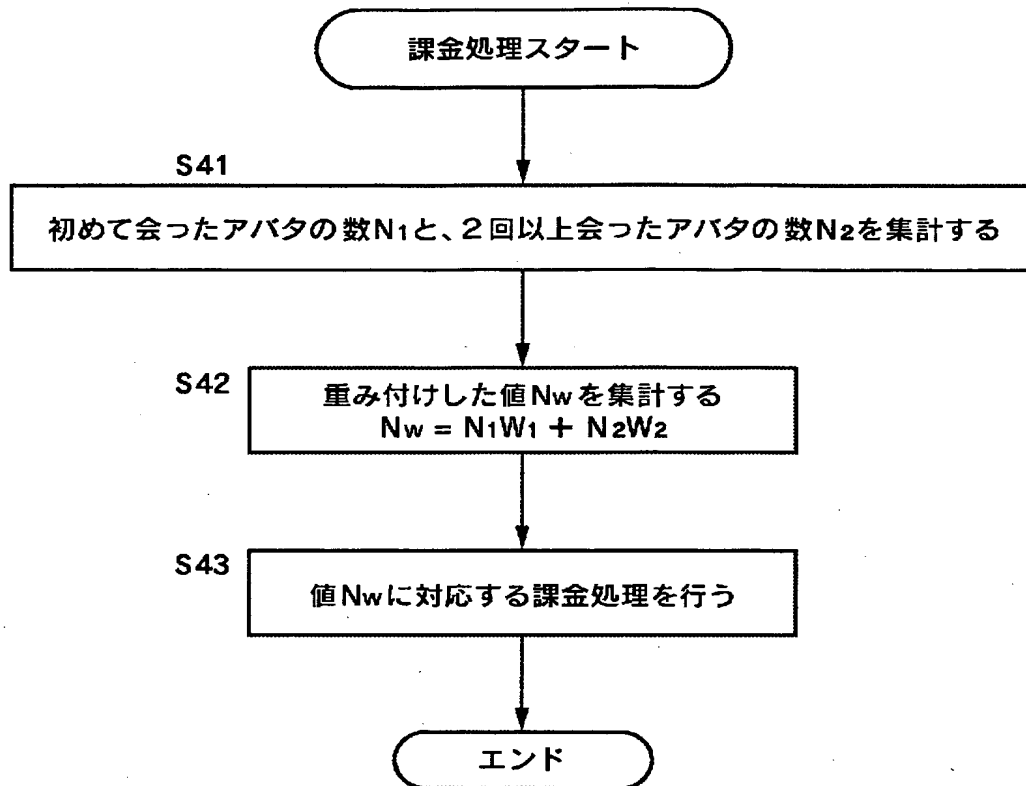 課金処理スタート
S41
初めて会ったアバタの数N₁と、2回以上会ったアバタの数N₂を集計する
S42
重み付けした値Nwを集計する
Nw = N₁W₁ + N₂W₂
S43
値Nwに対応する課金処理を行う
エンド